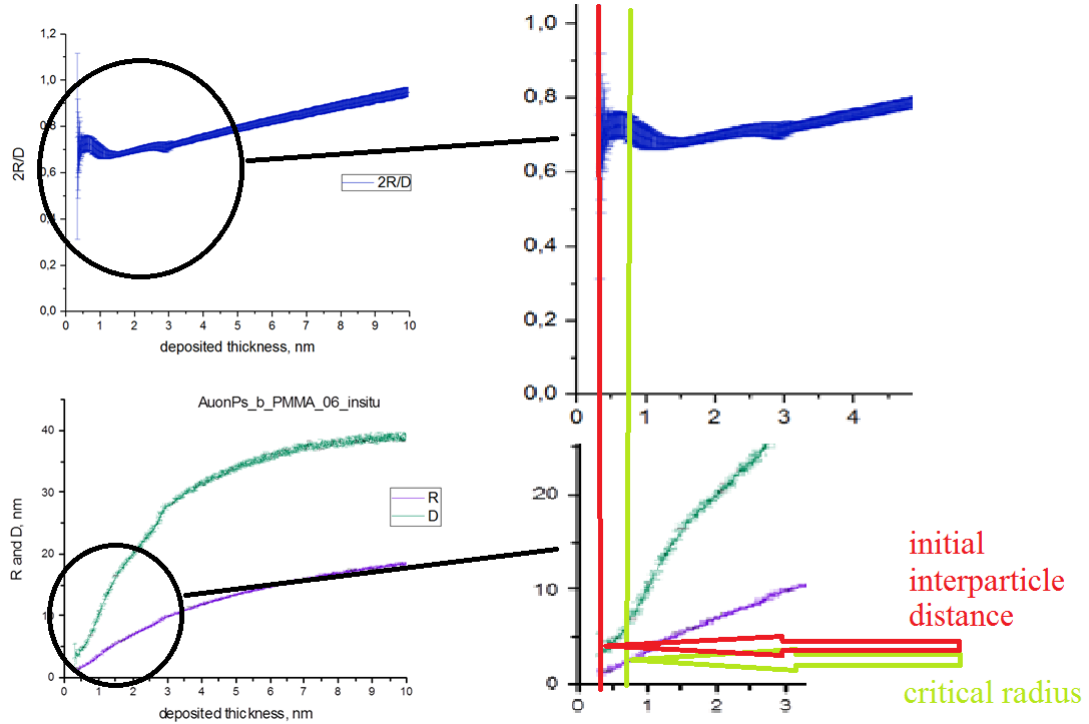 1,2
1,0
0,8
0,6
0,4
0,2
0,0
2R/D
2R/D
0 1 2 3 4 5 6 7 8 9 10
deposited thickness, nm
1,0
0,8
0,6
0,4
0,2
0,0
0 1 2 3 4
AuonPs_b_PMMA_06_insitu
40
30
20
10
0
R and D, nm
R
D
0 1 2 3 4 5 6 7 8 9 10
deposited thickness, nm
20
10
0
0 1 2 3
initial
interparticle
distance
critical radius